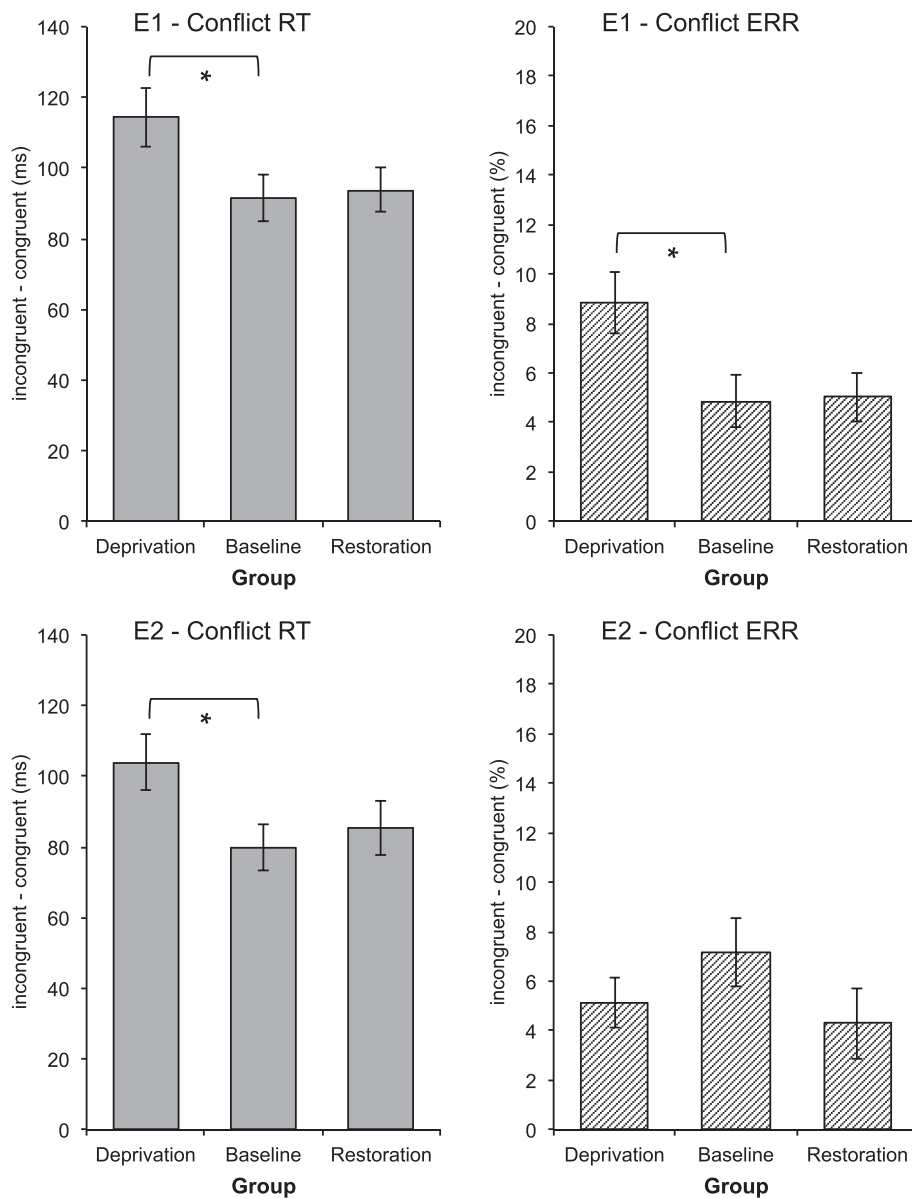 E1 - Conflict RT
incongruent - congruent (ms)
140
120
100
80
60
40
20
0
*
Deprivation Baseline Restoration
Group
E1 - Conflict ERR
incongruent - congruent (%)
20
18
16
14
12
10
8
6
4
2
0
*
Deprivation Baseline Restoration
Group
E2 - Conflict RT
incongruent - congruent (ms)
140
120
100
80
60
40
20
0
*
Deprivation Baseline Restoration
Group
E2 - Conflict ERR
incongruent - congruent (%)
20
18
16
14
12
10
8
6
4
2
0
Deprivation Baseline Restoration
Group